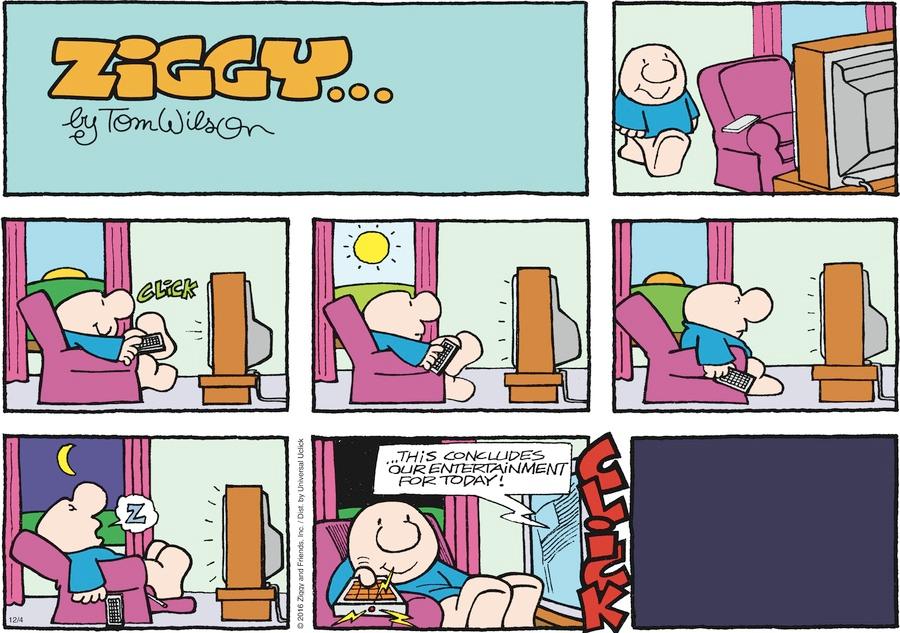 ZiGGY...
by Tom Wilson
CLiCK
Z
...THiS CONCLUDES
OUR ENTERTAiNMENT
FOR TODAY!
CLiCK
12/4
© 2016 Ziggy and Friends, Inc. / Dist. by Universal Uclick